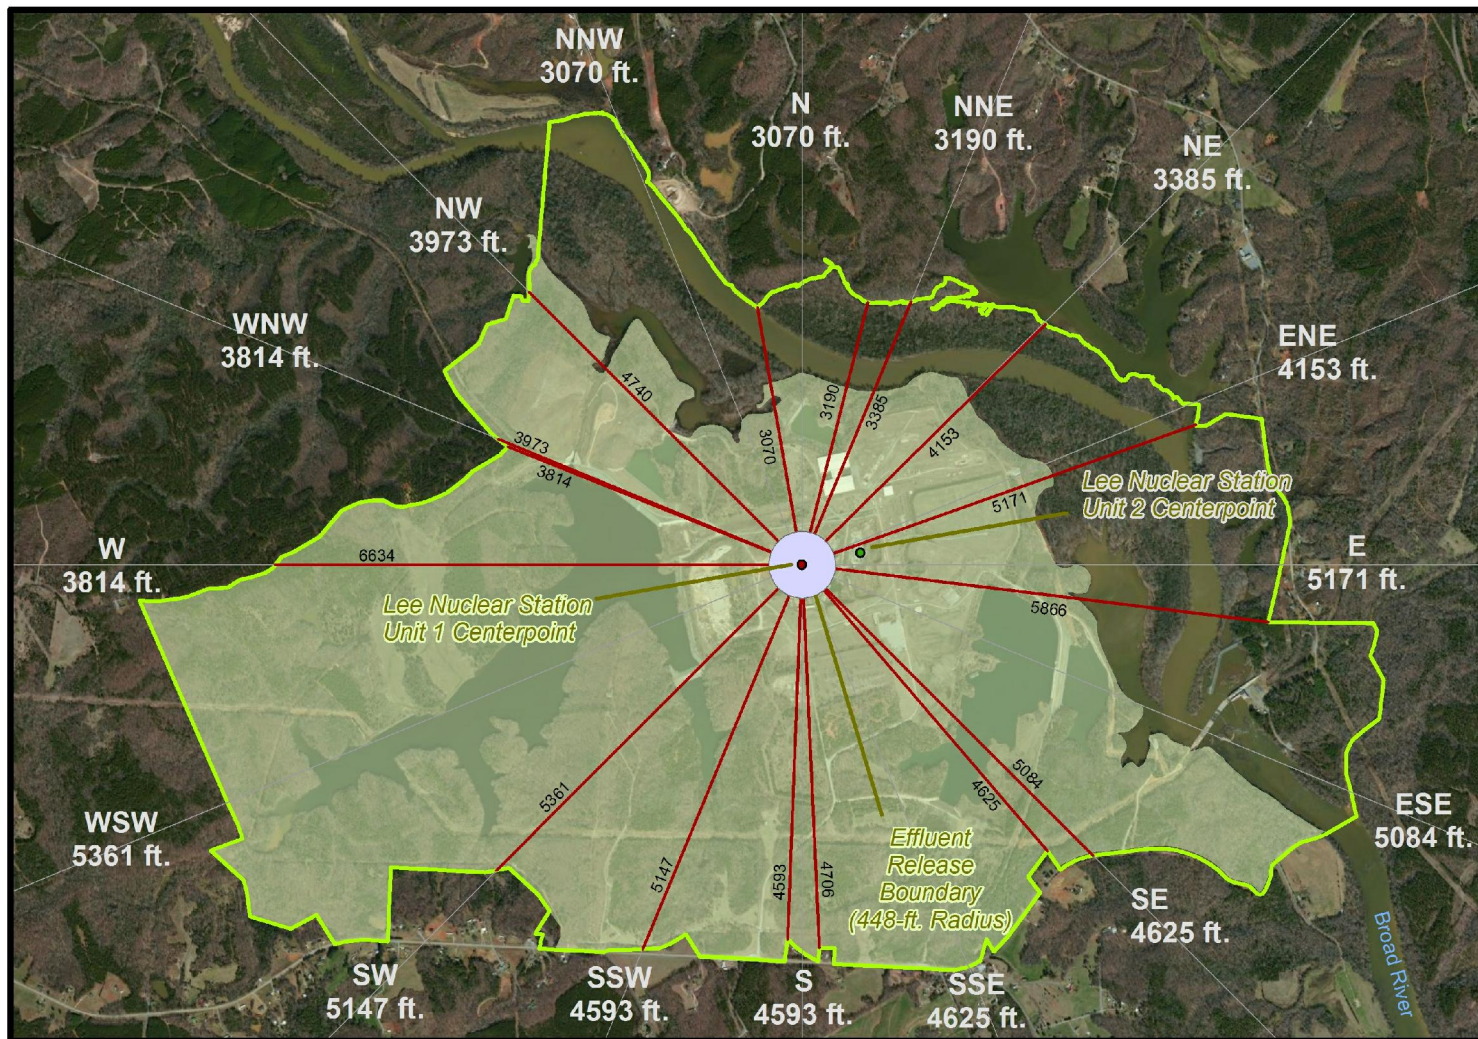 NNW
3070 ft.
N
3070 ft.
NNE
3190 ft.
NE
3385 ft.
NW
3973 ft.
WNW
3814 ft.
ENE
4153 ft.
4740
3070
3190
3385
4153
3973
3814
5171
Lee Nuclear Station
Unit 2 Centerpoint
W
3814 ft.
6634
E
5171 ft.
5866
Lee Nuclear Station
Unit 1 Centerpoint
5361
5147
4593
4706
4625
5084
WSW
5361 ft.
ESE
5084 ft.
Effluent
Release
Boundary
(448-ft. Radius)
SE
4625 ft.
Broad River
SW
5147 ft.
SSW
4593 ft.
S
4593 ft.
SSE
4625 ft.